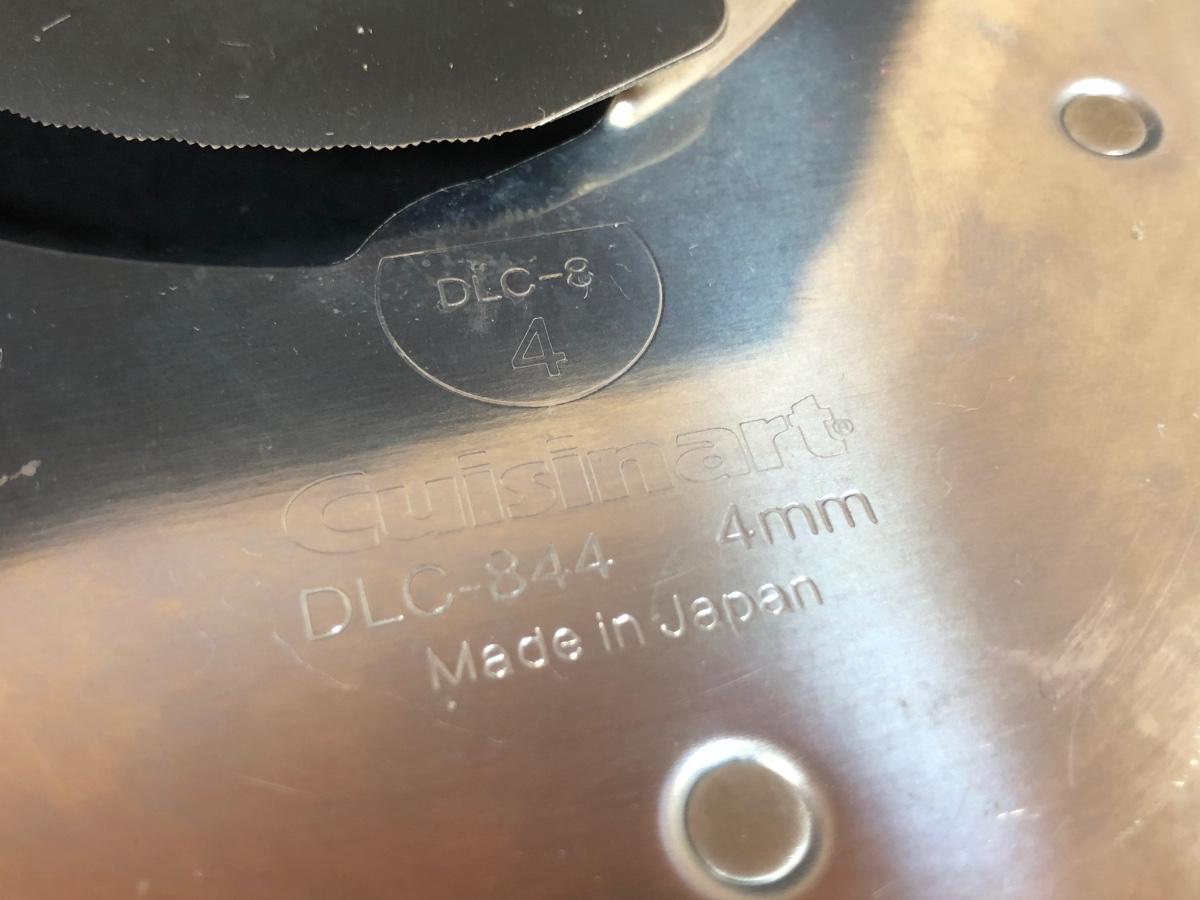 DLC-8
4
Cuisinart®
DLC-844 4mm
Made in Japan